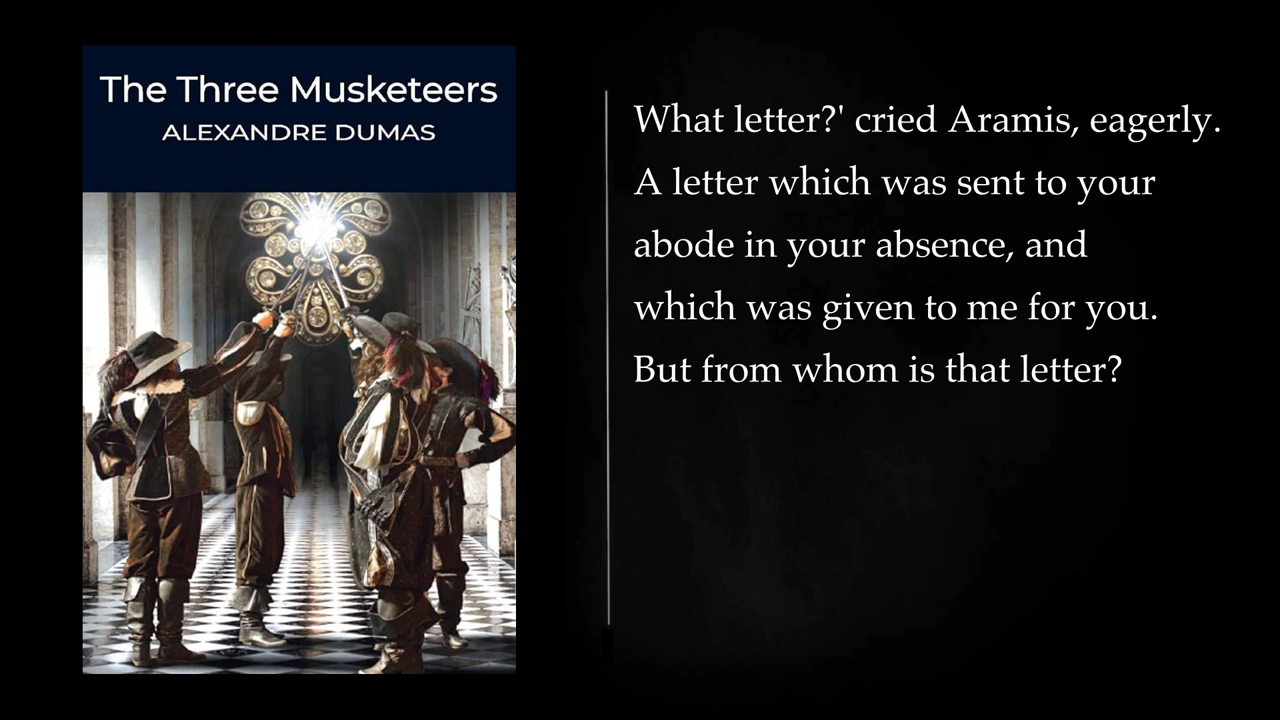 The Three Musketeers
ALEXANDRE DUMAS
What letter?' cried Aramis, eagerly.
A letter which was sent to your
abode in your absence, and
which was given to me for you.
But from whom is that letter?